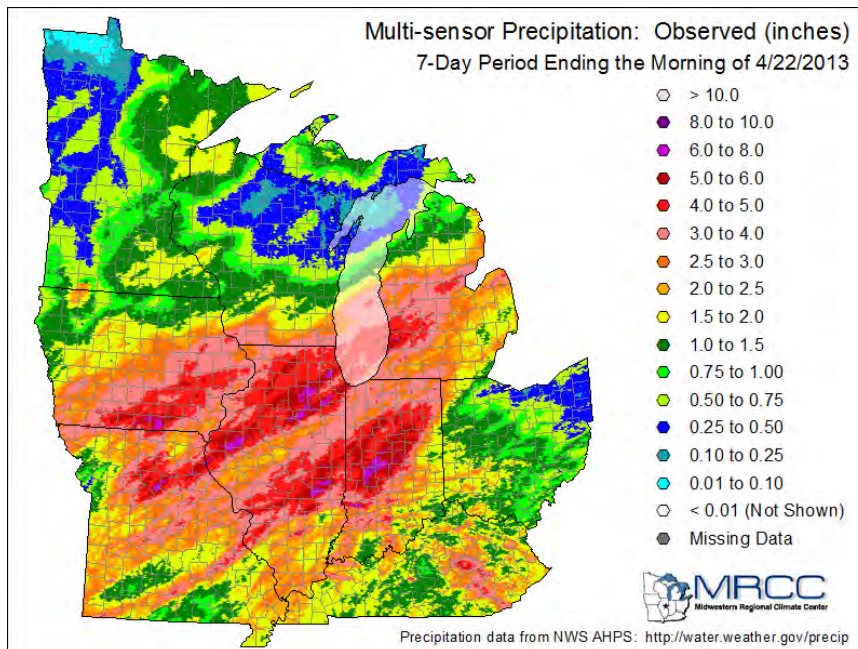 Multi-sensor Precipitation: Observed (inches)
7-Day Period Ending the Morning of 4/22/2013
> 10.0
8.0 to 10.0
6.0 to 8.0
5.0 to 6.0
4.0 to 5.0
3.0 to 4.0
2.5 to 3.0
2.0 to 2.5
1.5 to 2.0
1.0 to 1.5
0.75 to 1.00
0.50 to 0.75
0.25 to 0.50
0.10 to 0.25
0.01 to 0.10
< 0.01 (Not Shown)
Missing Data
MRCC
Midwestern Regional Climate Center
Precipitation data from NWS AHPS: http://water.weather.gov/precip